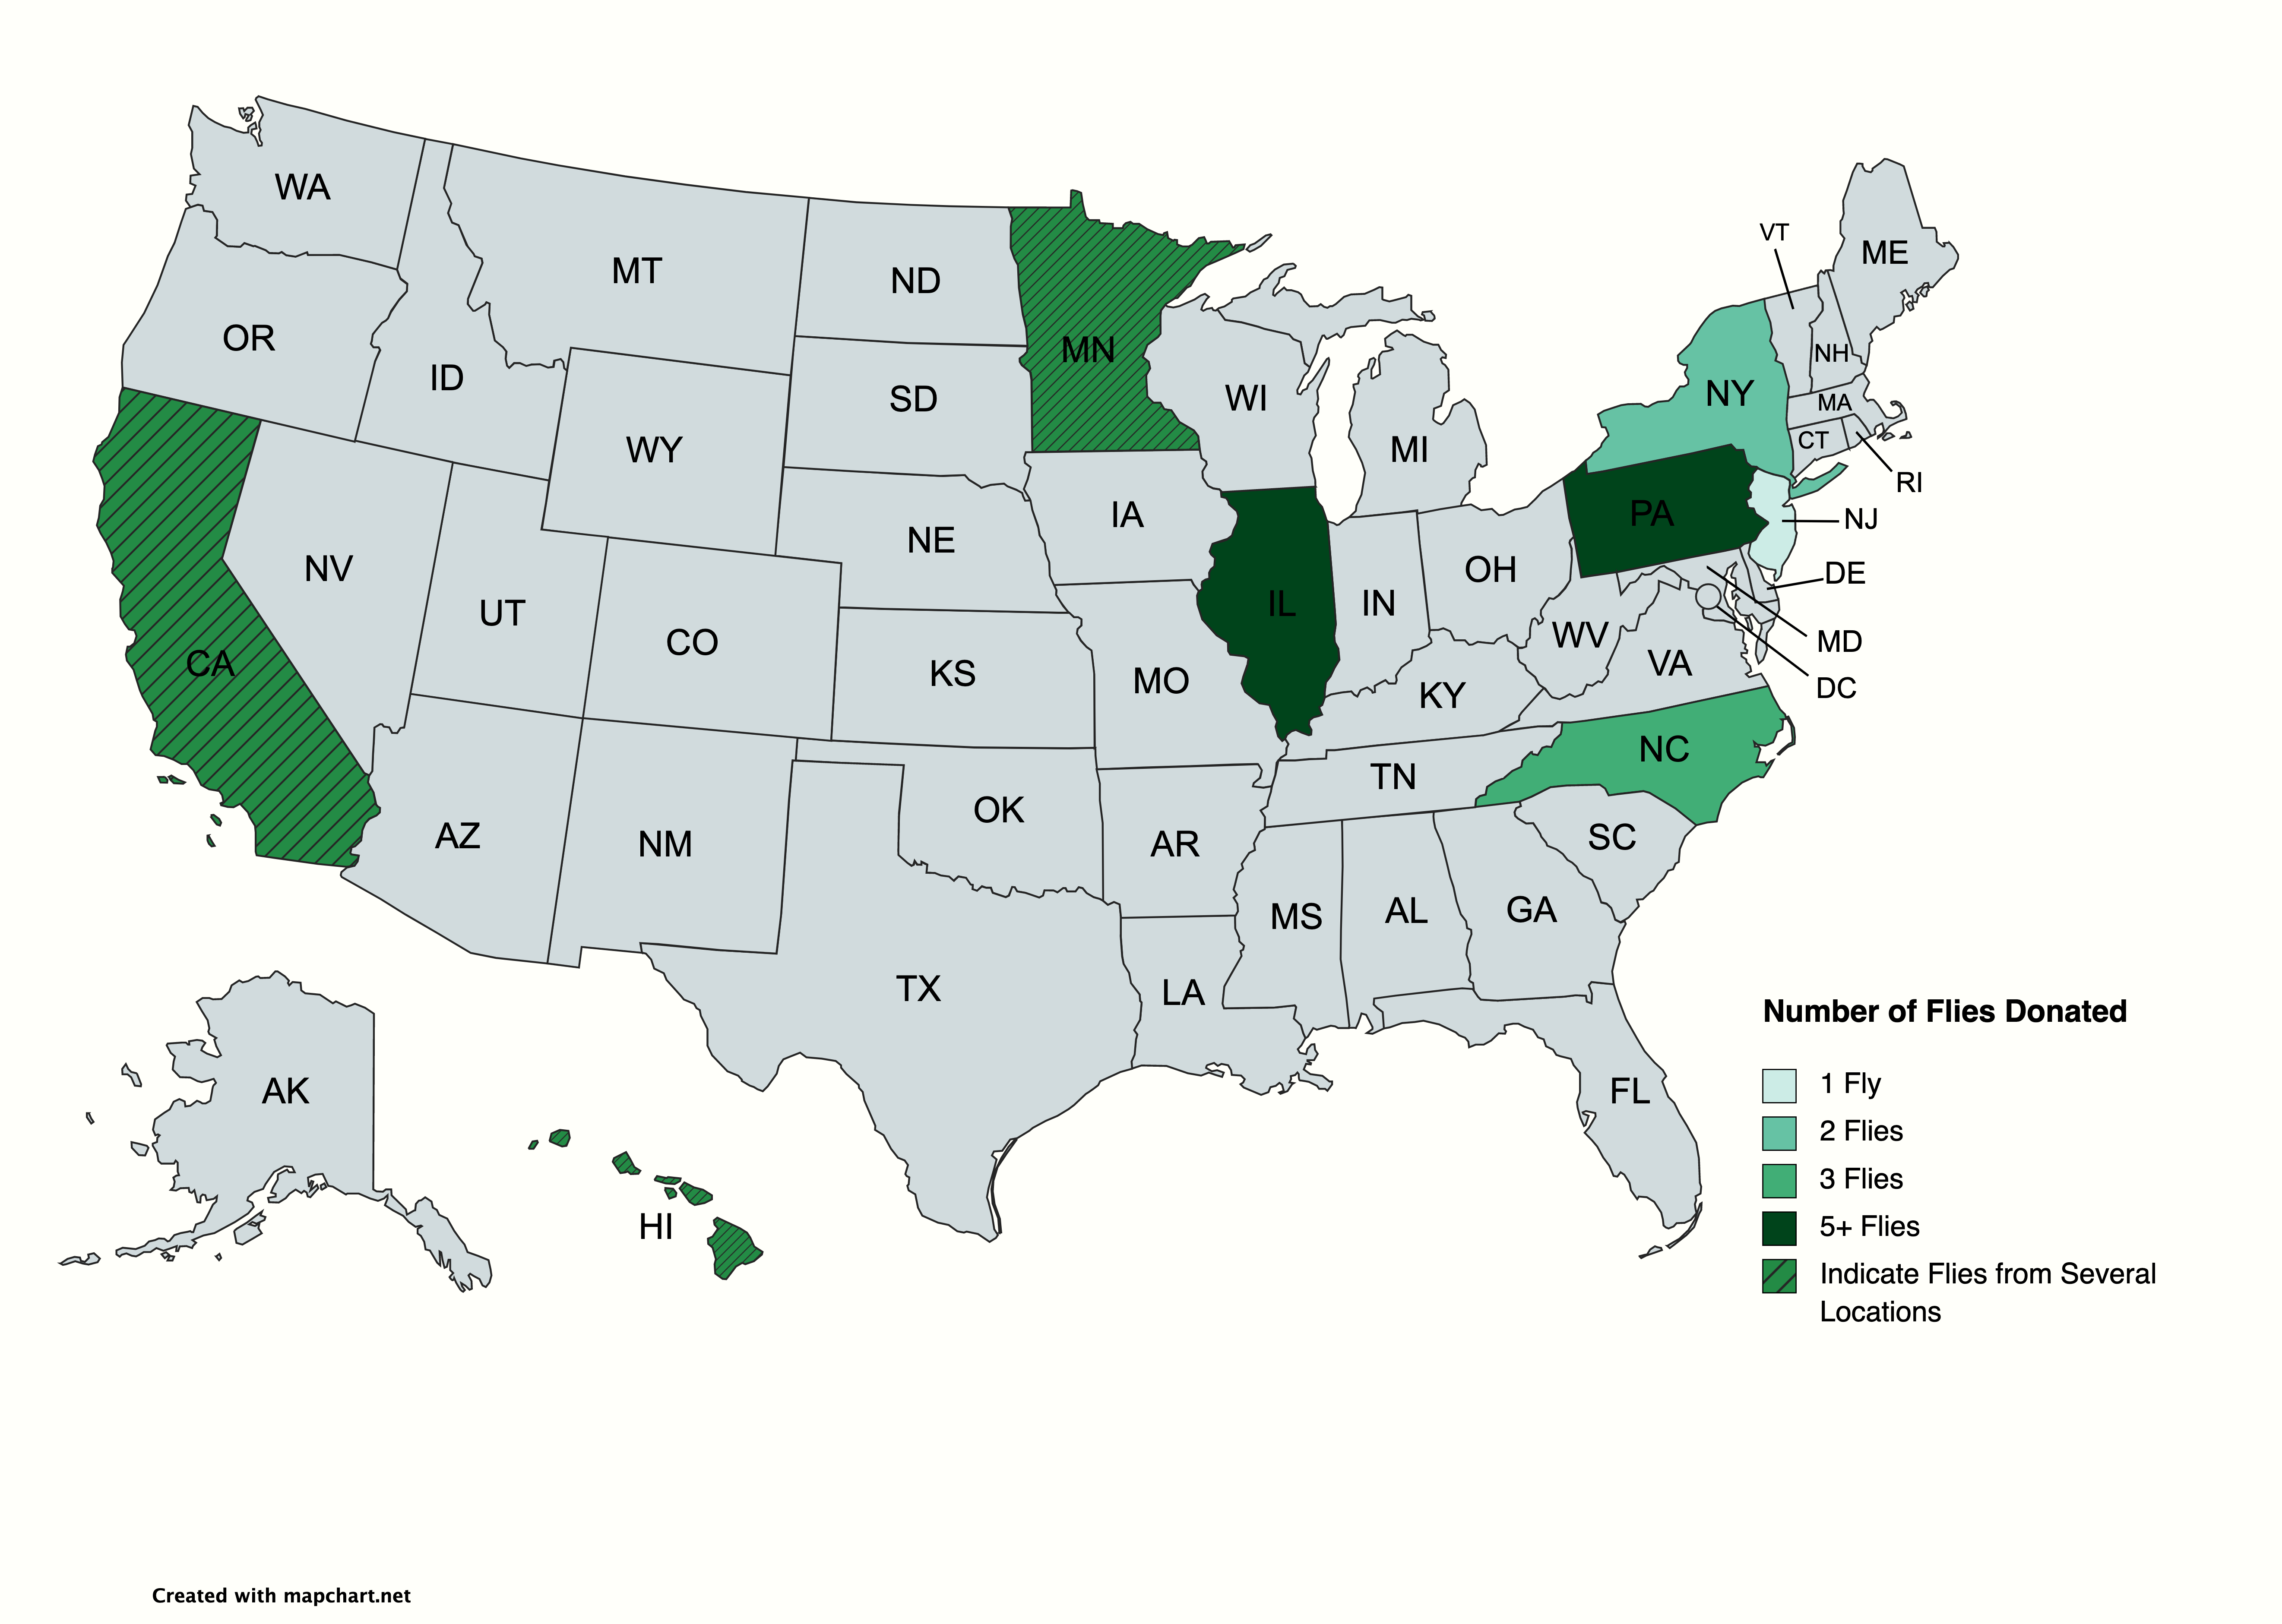 WA
VT
ME
MT
ND
OR
MN
NH
ID
SD
WI
NY
MA
WY
MI
CT
RI
IA
PA
NJ
NE
NV
OH
DE
UT
IL
IN
CO
WV
MD
CA
KS
MO
VA
DC
KY
NC
TN
OK
AZ
NM
AR
SC
MS
AL
GA
TX
LA
Number of Flies Donated
AK
FL
1 Fly
2 Flies
3 Flies
HI
5+ Flies
Indicate Flies from Several
Locations
Created with mapchart.net